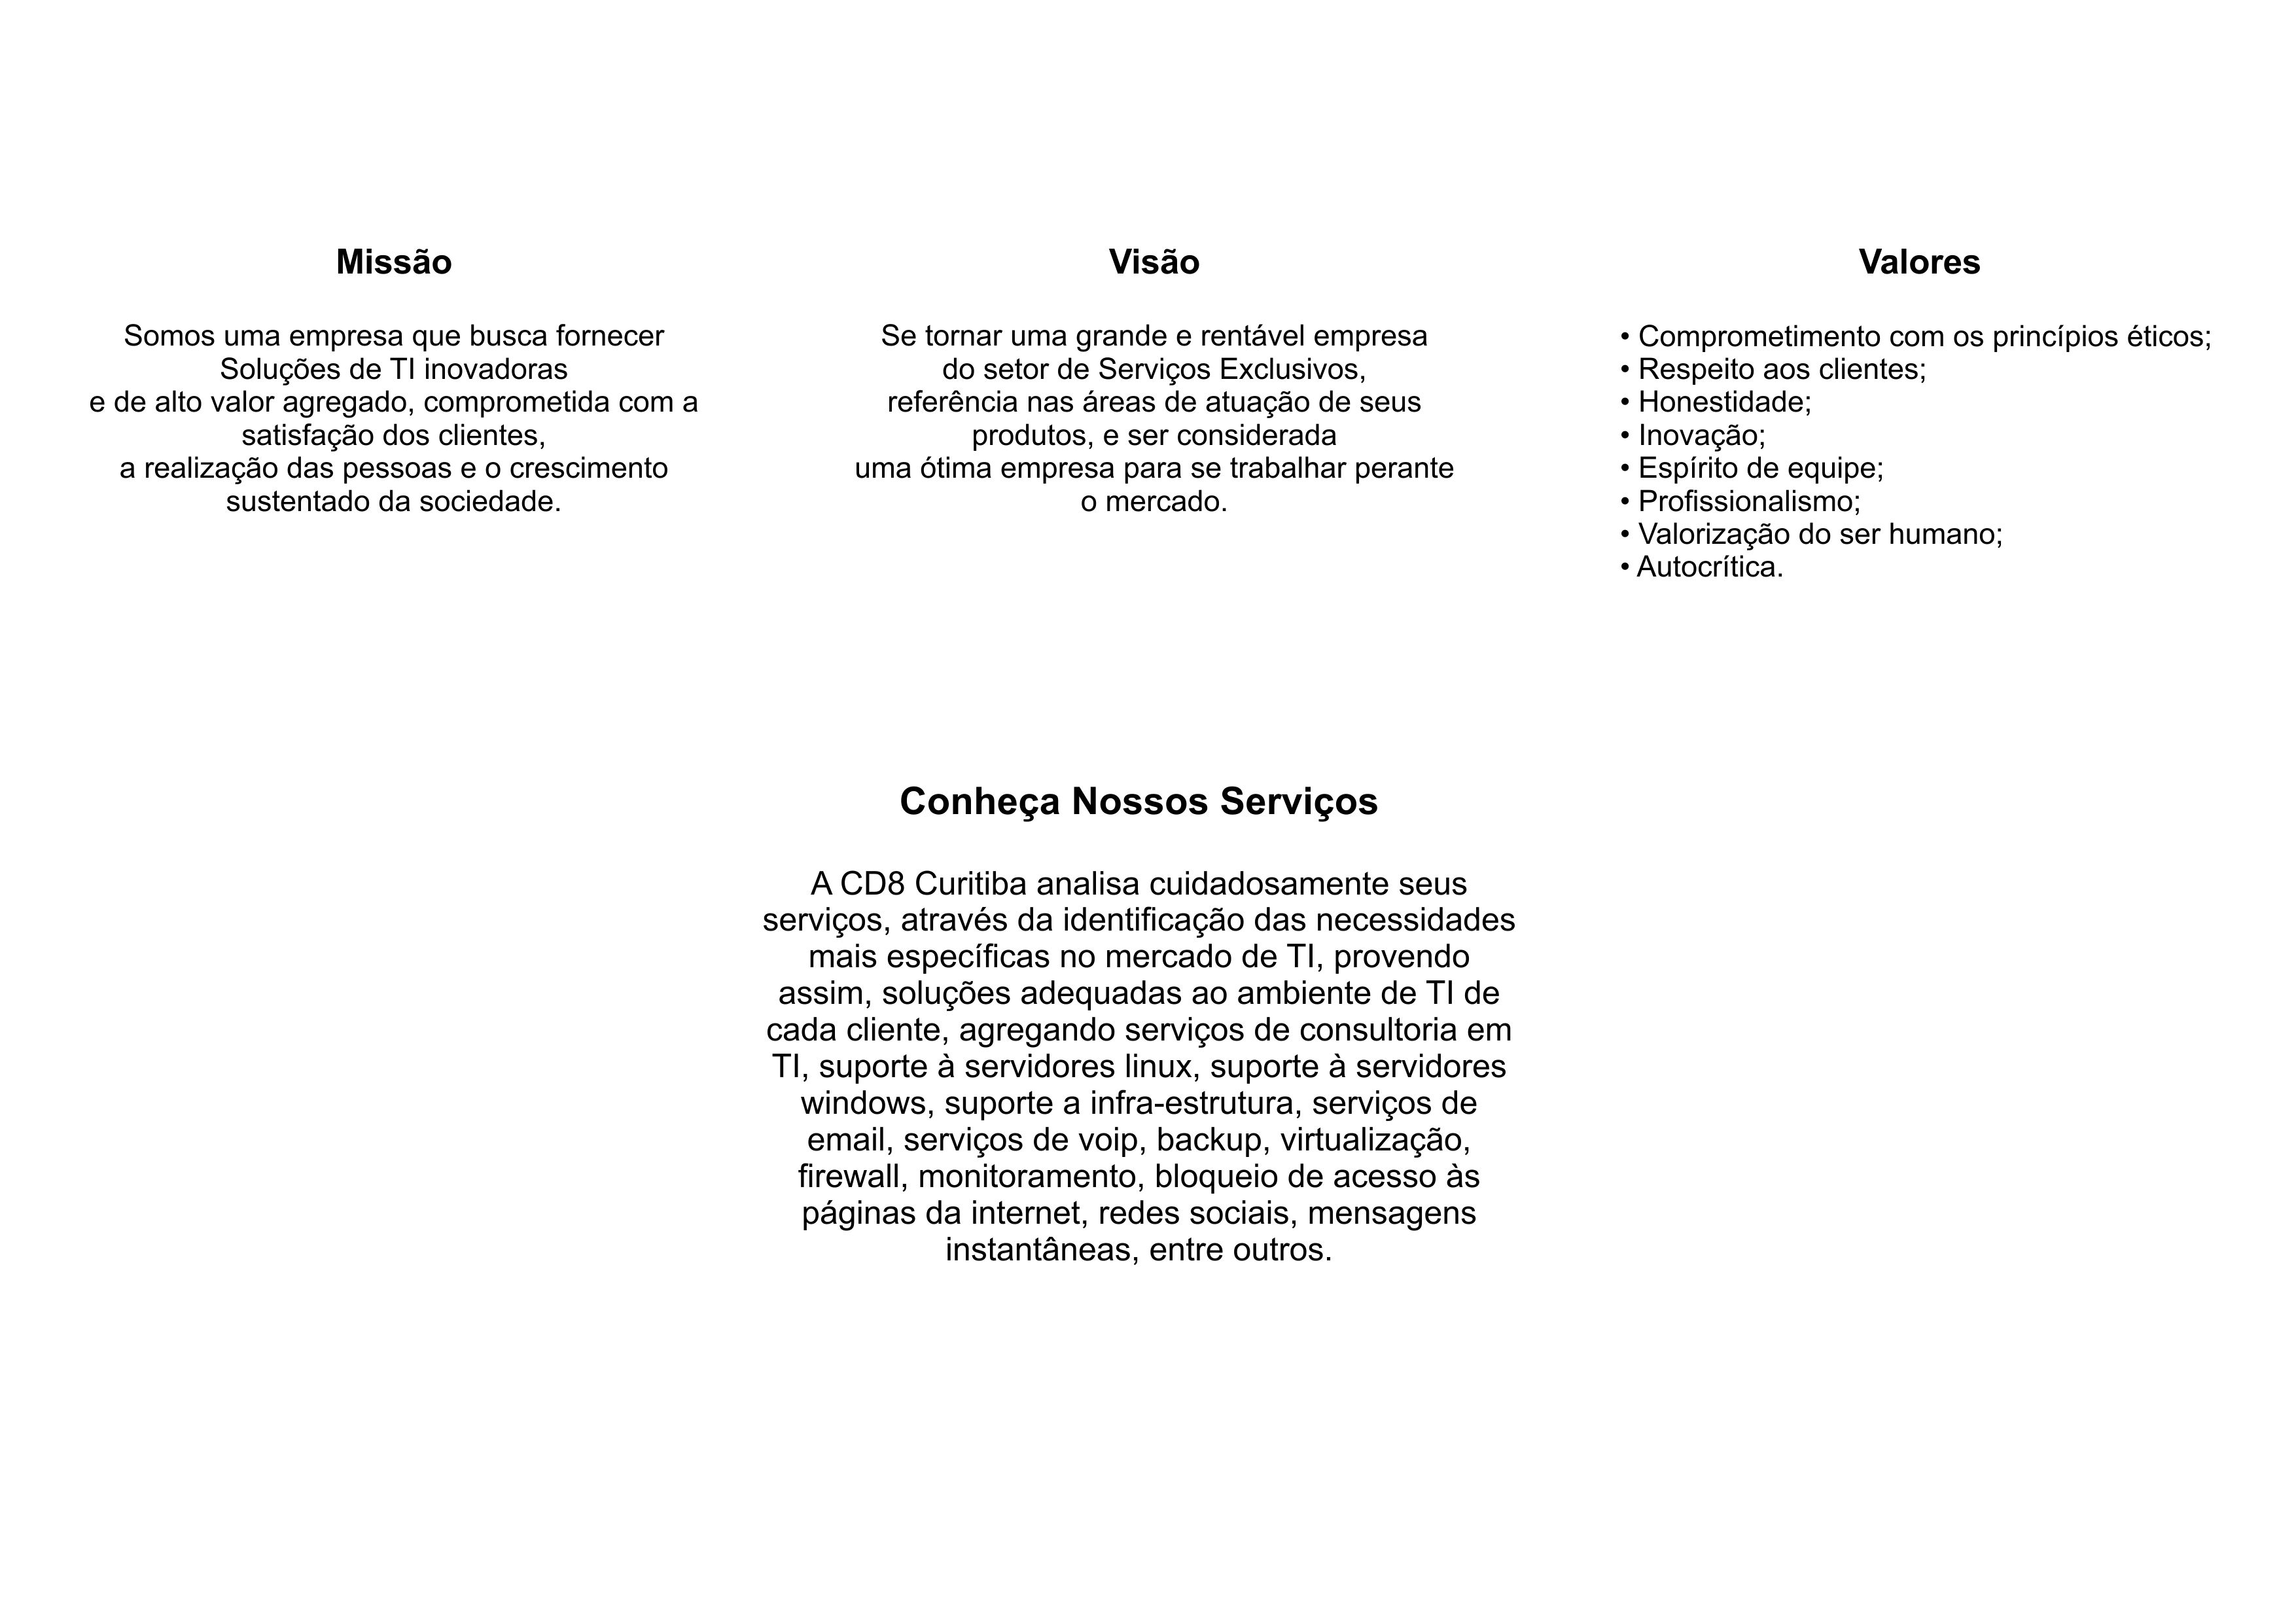 Missão
Somos uma empresa que busca fornecer
Soluções de TI inovadoras
e de alto valor agregado, comprometida com a
satisfação dos clientes,
a realização das pessoas e o crescimento
sustentado da sociedade.
Visão
Se tornar uma grande e rentável empresa
do setor de Serviços Exclusivos,
referência nas áreas de atuação de seus
produtos, e ser considerada
uma ótima empresa para se trabalhar perante
o mercado.
Valores
• Comprometimento com os princípios éticos;
• Respeito aos clientes;
• Honestidade;
• Inovação;
• Espírito de equipe;
• Profissionalismo;
• Valorização do ser humano;
• Autocrítica.
Conheça Nossos Serviços
A CD8 Curitiba analisa cuidadosamente seus
serviços, através da identificação das necessidades
mais específicas no mercado de TI, provendo
assim, soluções adequadas ao ambiente de TI de
cada cliente, agregando serviços de consultoria em
TI, suporte à servidores linux, suporte à servidores
windows, suporte a infra-estrutura, serviços de
email, serviços de voip, backup, virtualização,
firewall, monitoramento, bloqueio de acesso às
páginas da internet, redes sociais, mensagens
instantâneas, entre outros.